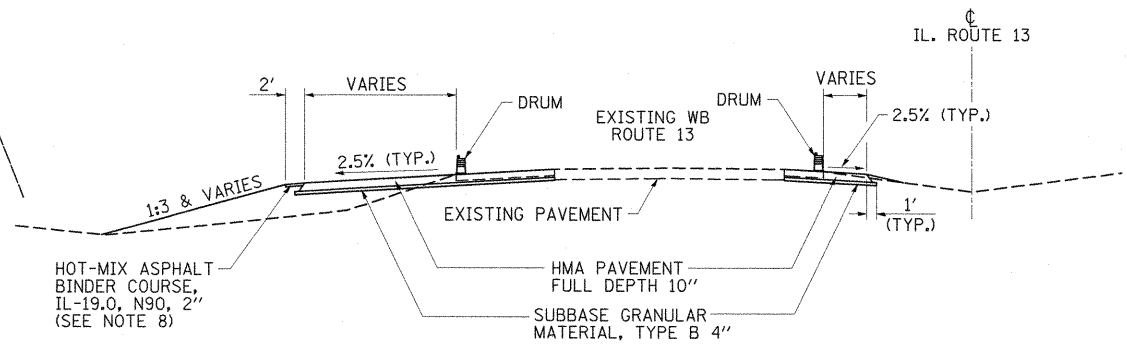 ℄
IL. ROUTE 13
2'
VARIES
DRUM
EXISTING WB
ROUTE 13
DRUM
VARIES
2.5% (TYP.)
2.5% (TYP.)
1:3 & VARIES
EXISTING PAVEMENT
1'
(TYP.)
HOT-MIX ASPHALT
BINDER COURSE,
IL-19.0, N90, 2"
(SEE NOTE 8)
HMA PAVEMENT
FULL DEPTH 10"
SUBBASE GRANULAR
MATERIAL, TYPE B 4"